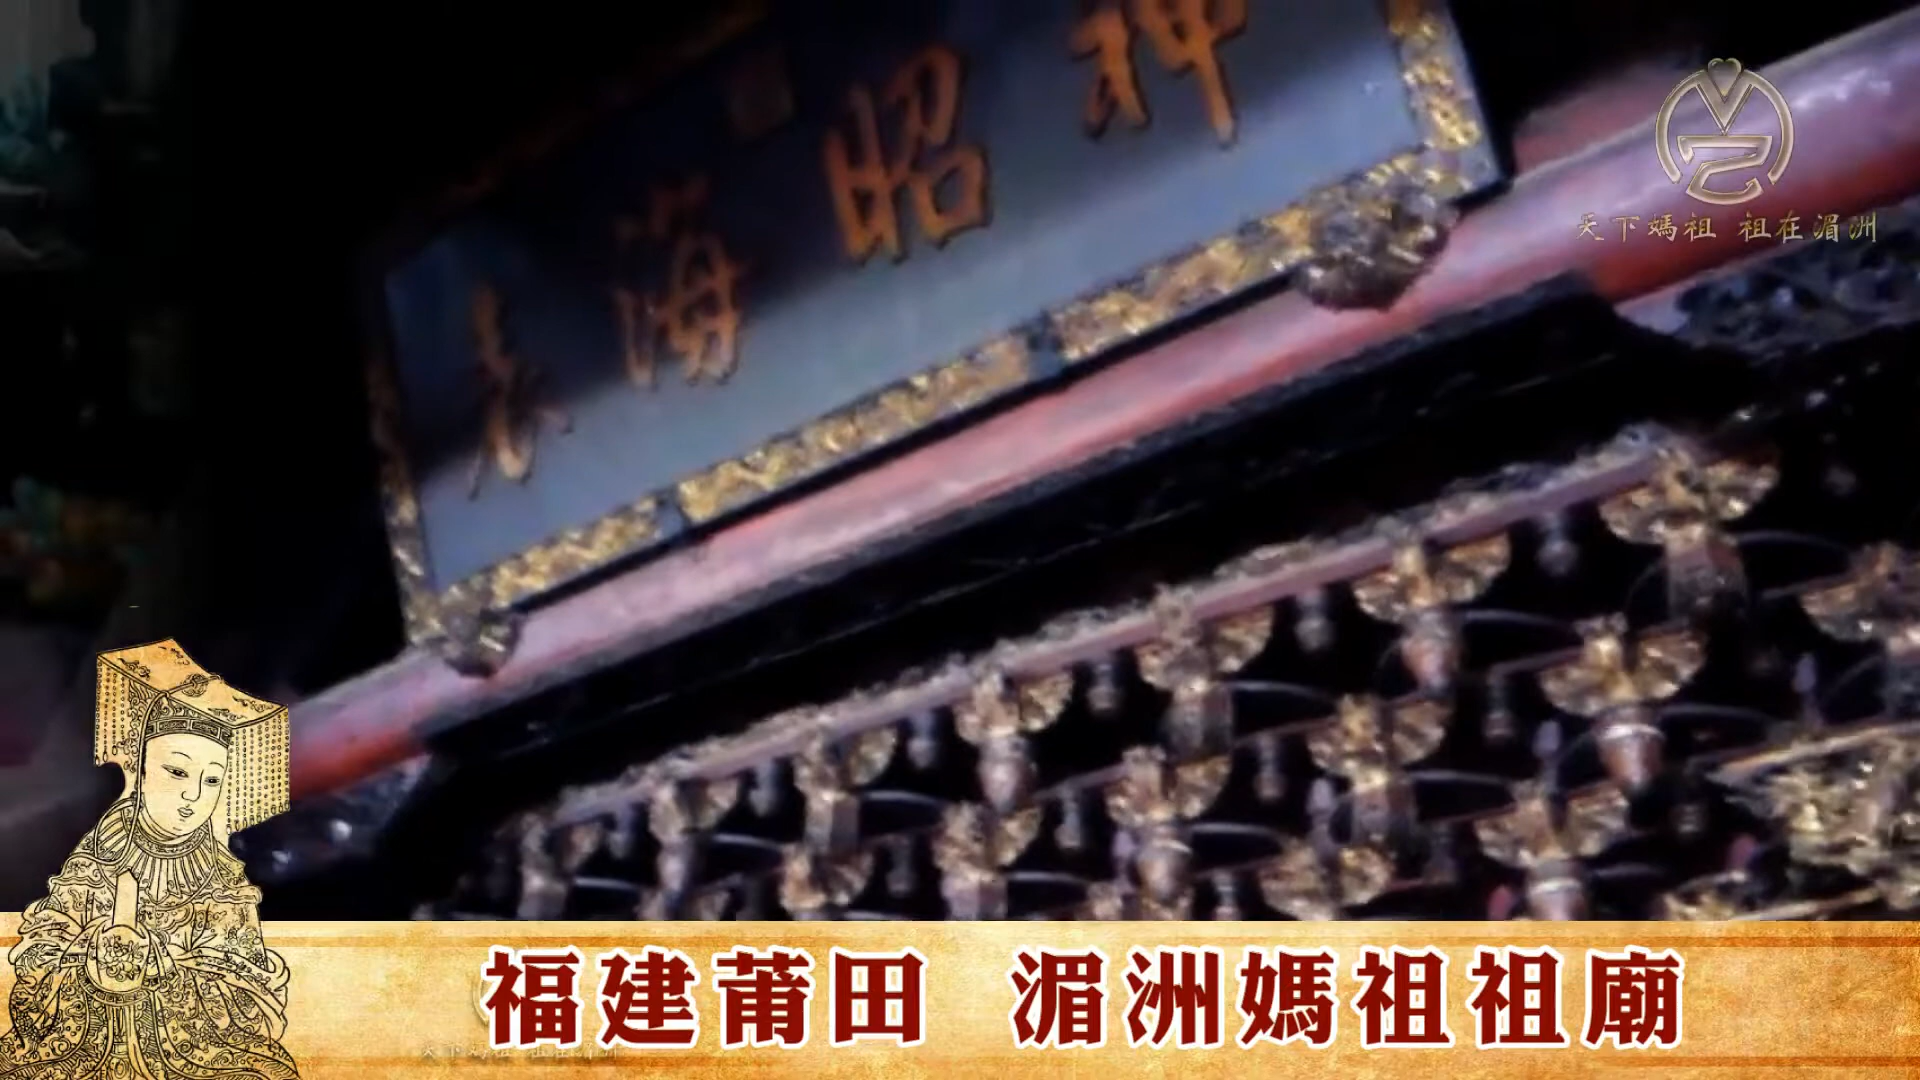 神昭海表
天下媽祖 祖在湄洲
福建莆田 湄洲媽祖祖廟